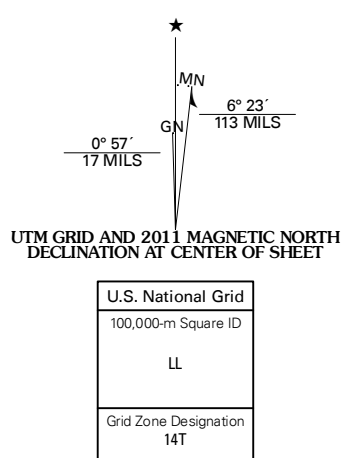 MN
6° 23´
113 MILS
GN
0° 57´
17 MILS
UTM GRID AND 2011 MAGNETIC NORTH
DECLINATION AT CENTER OF SHEET
U.S. National Grid
100,000-m Square ID
LL
Grid Zone Designation
14T